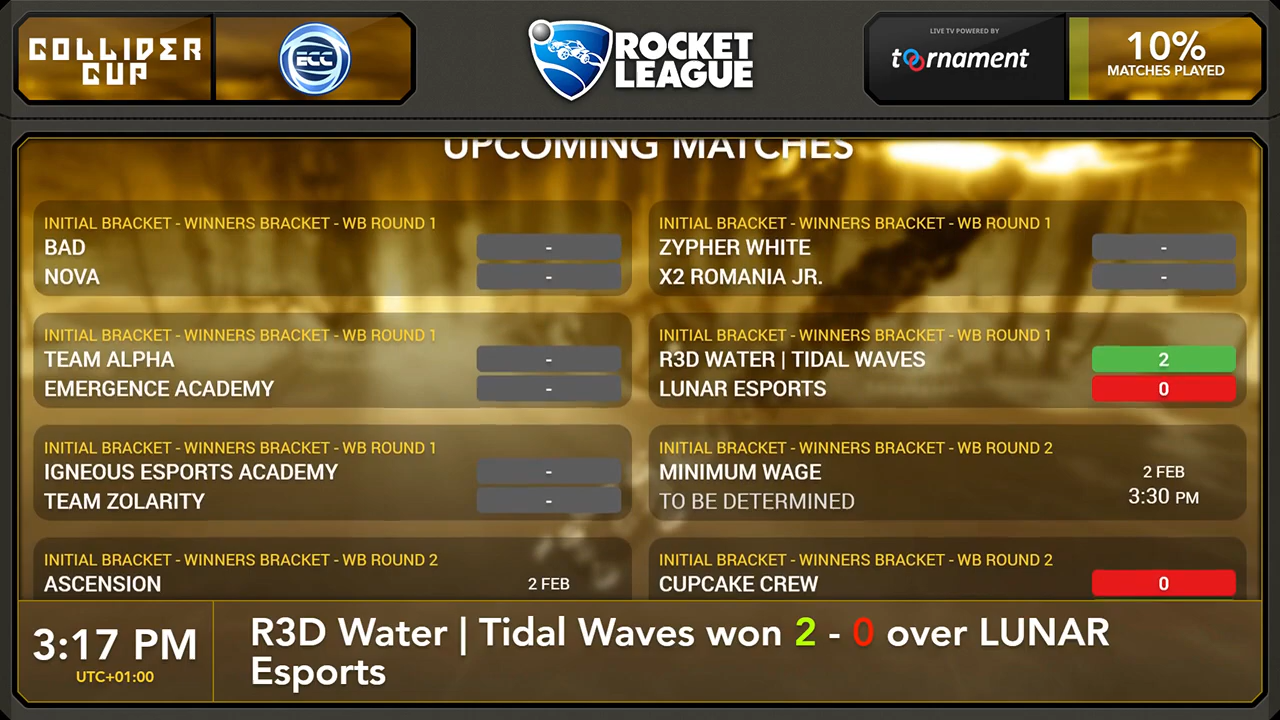 COLLIDER
CUP
ECC
ROCKET
LEAGUE
LIVE TV POWERED BY
toornament
10%
MATCHES PLAYED
UPCOMING MATCHES
INITIAL BRACKET - WINNERS BRACKET - WB ROUND 1
BAD -
NOVA -
INITIAL BRACKET - WINNERS BRACKET - WB ROUND 1
ZYPHER WHITE -
X2 ROMANIA JR. -
INITIAL BRACKET - WINNERS BRACKET - WB ROUND 1
TEAM ALPHA -
EMERGENCE ACADEMY -
INITIAL BRACKET - WINNERS BRACKET - WB ROUND 1
R3D WATER | TIDAL WAVES 2
LUNAR ESPORTS 0
INITIAL BRACKET - WINNERS BRACKET - WB ROUND 1
IGNEOUS ESPORTS ACADEMY -
TEAM ZOLARITY -
INITIAL BRACKET - WINNERS BRACKET - WB ROUND 2
MINIMUM WAGE 2 FEB
TO BE DETERMINED 3:30 PM
INITIAL BRACKET - WINNERS BRACKET - WB ROUND 2
ASCENSION 2 FEB
INITIAL BRACKET - WINNERS BRACKET - WB ROUND 2
CUPCAKE CREW 0
3:17 PM
UTC+01:00
R3D Water | Tidal Waves won 2 - 0 over LUNAR
Esports